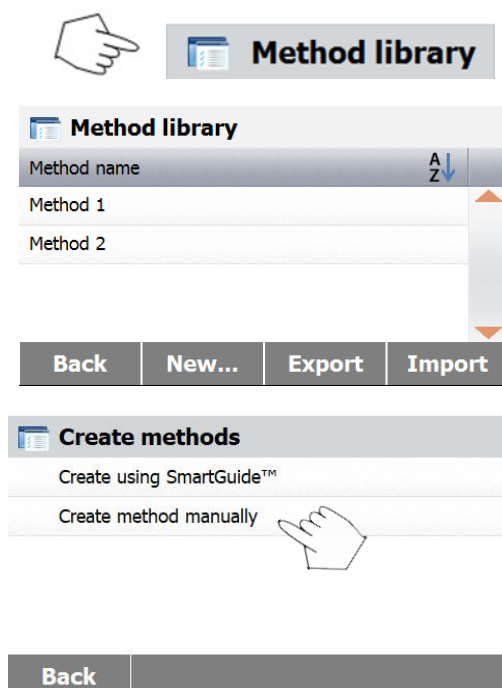 Method library
Method library
Method name A Z
Method 1
Method 2
Back New... Export Import
Create methods
Create using SmartGuide™
Create method manually
Back